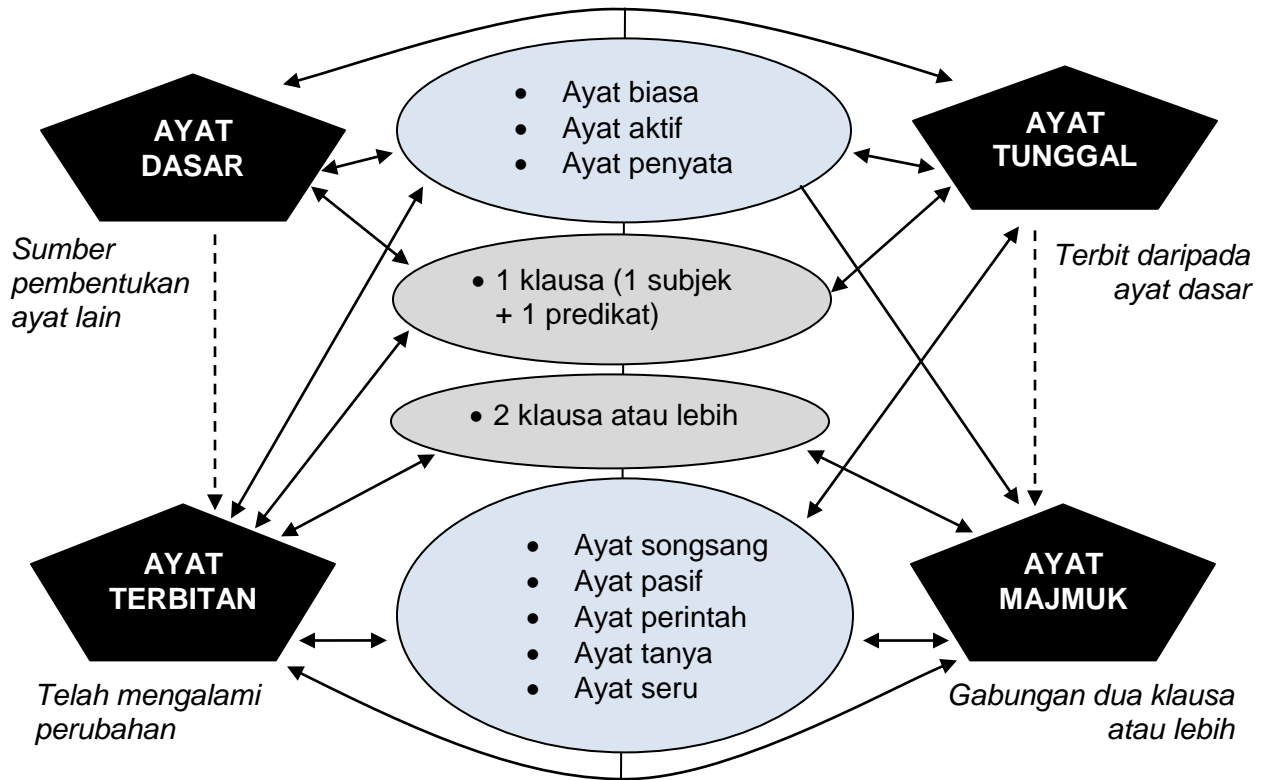 AYAT
DASAR
• Ayat biasa
• Ayat aktif
• Ayat penyata
AYAT
TUNGGAL
Sumber
pembentukan
ayat lain
• 1 klausa (1 subjek
+ 1 predikat)
Terbit daripada
ayat dasar
• 2 klausa atau lebih
AYAT
TERBITAN
• Ayat songsang
• Ayat pasif
• Ayat perintah
• Ayat tanya
• Ayat seru
AYAT
MAJMUK
Telah mengalami
perubahan
Gabungan dua klausa
atau lebih